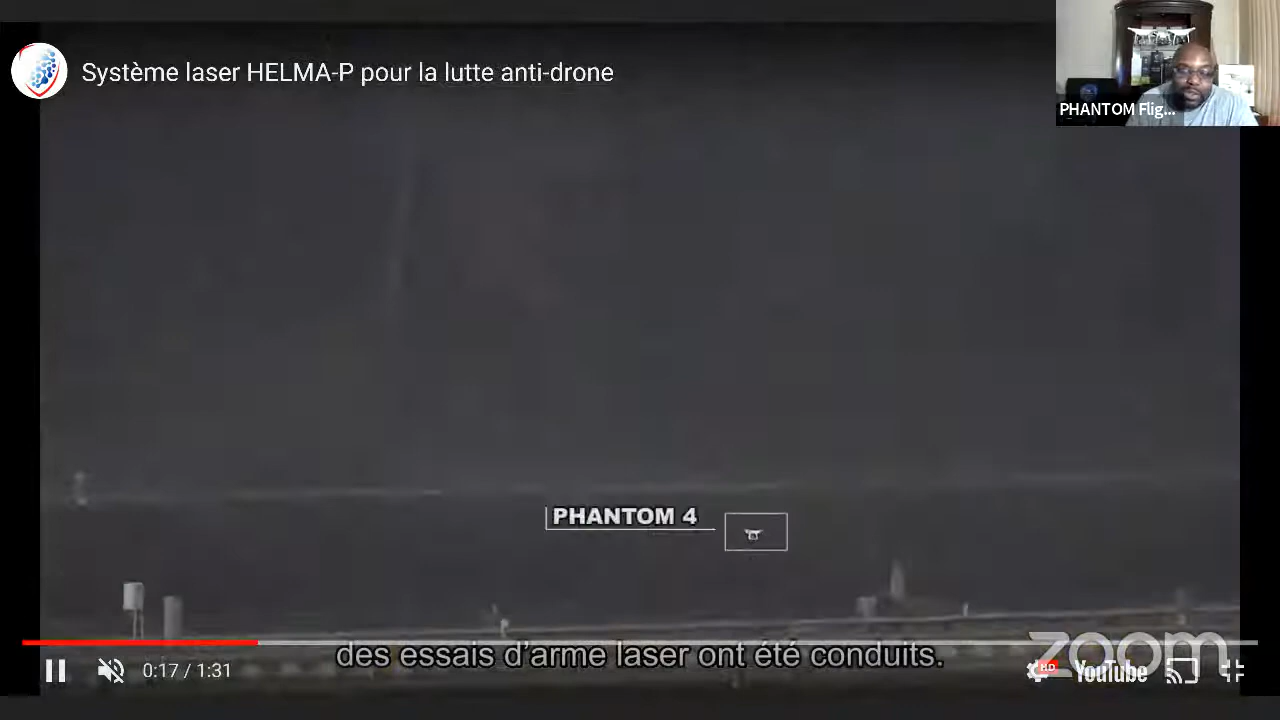 Système laser HELMA-P pour la lutte anti-drone
PHANTOM Flig...
PHANTOM 4
des essais d'arme laser ont été conduits.
zoom
0:17 / 1:31
HD
YouTube